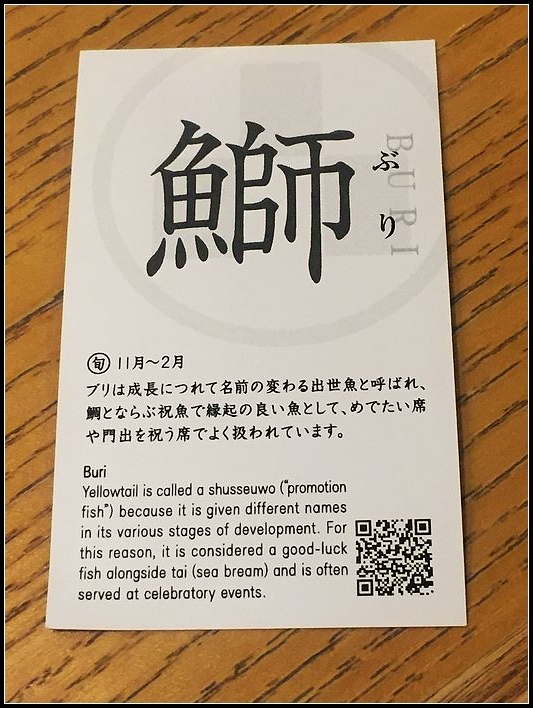 鰤
ぶり
BURI
旬 11月〜2月
ブリは成長につれて名前の変わる出世魚と呼ばれ、
鯛とならぶ祝魚で縁起の良い魚として、めでたい席
や門出を祝う席でよく扱われています。
Buri
Yellowtail is called a shusseuwo (“promotion
fish”) because it is given different names
in its various stages of development. For
this reason, it is considered a good-luck
fish alongside tai (sea bream) and is often
served at celebratory events.